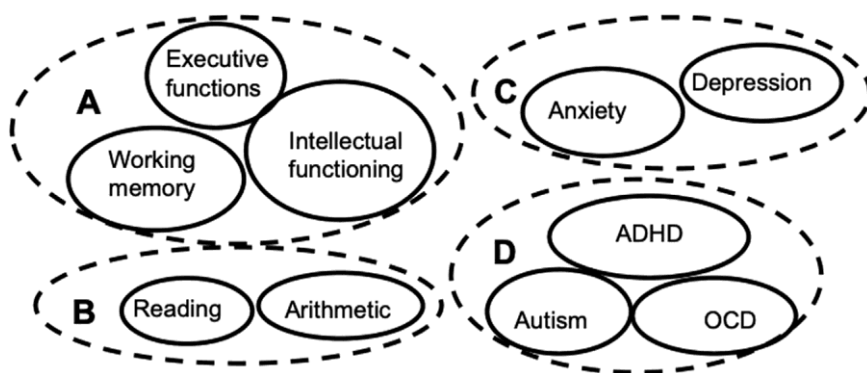 A
Executive
functions
Working
memory
Intellectual
functioning
B
Reading
Arithmetic
C
Anxiety
Depression
D
ADHD
Autism
OCD